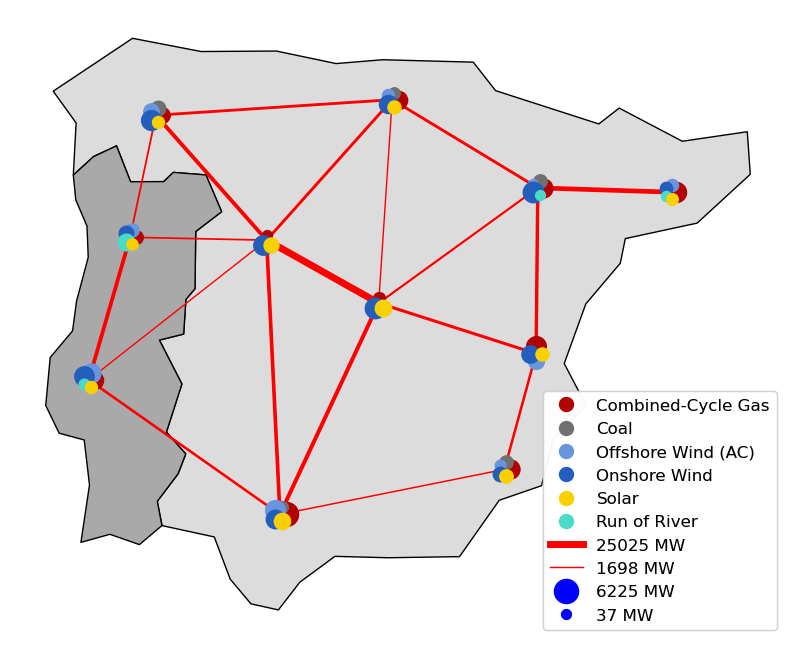 Combined-Cycle Gas
Coal
Offshore Wind (AC)
Onshore Wind
Solar
Run of River
25025 MW
1698 MW
6225 MW
37 MW